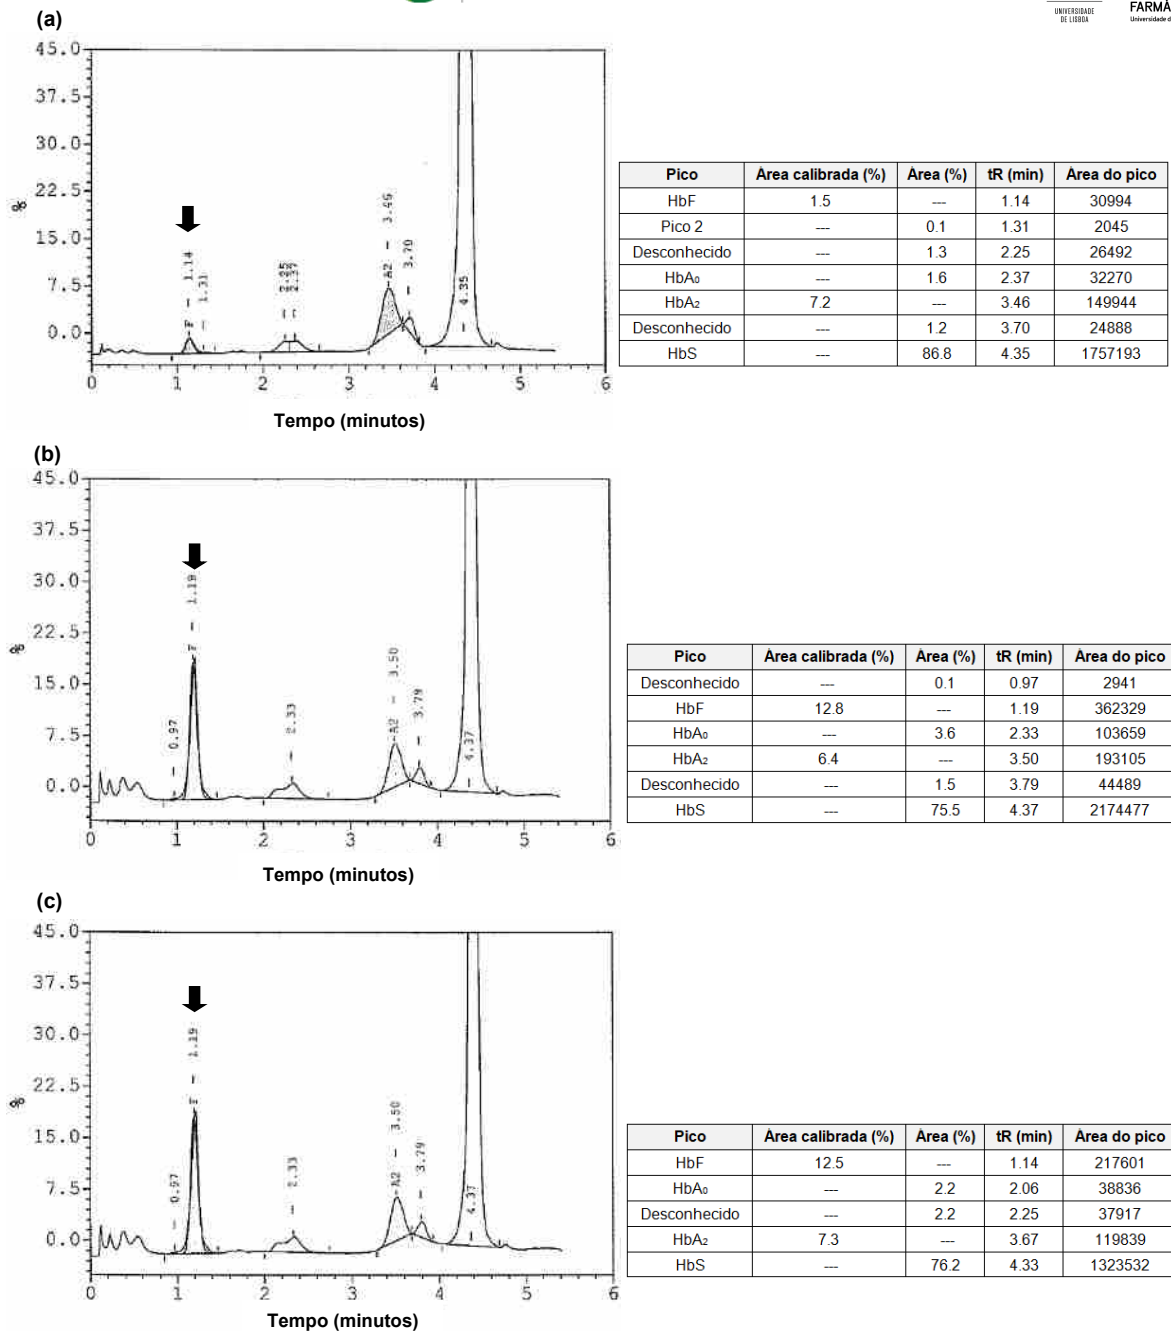 UNIVERSIDADE
DE LISBOA
FARMÁ
Universidade d
(a)
45.0
37.5
30.0
22.5
15.0
7.5
0.0
%
F – 1.14
1.31
2.25
2.37
A2 – 3.46
3.70
4.35
0 1 2 3 4 5 6
Tempo (minutos)
Pico Área calibrada (%) Área (%) tR (min) Área do pico
HbF 1.5 --- 1.14 30994
Pico 2 --- 0.1 1.31 2045
Desconhecido --- 1.3 2.25 26492
HbA₀ --- 1.6 2.37 32270
HbA₂ 7.2 --- 3.46 149944
Desconhecido --- 1.2 3.70 24888
HbS --- 86.8 4.35 1757193
(b)
45.0
37.5
30.0
22.5
15.0
7.5
0.0
%
0.97
F – 1.19
2.33
A2 – 3.50
3.79
4.37
0 1 2 3 4 5 6
Tempo (minutos)
Pico Área calibrada (%) Área (%) tR (min) Área do pico
Desconhecido --- 0.1 0.97 2941
HbF 12.8 --- 1.19 362329
HbA₀ --- 3.6 2.33 103659
HbA₂ 6.4 --- 3.50 193105
Desconhecido --- 1.5 3.79 44489
HbS --- 75.5 4.37 2174477
(c)
45.0
37.5
30.0
22.5
15.0
7.5
0.0
%
0.97
F – 1.19
2.33
A2 – 3.50
3.79
4.37
0 1 2 3 4 5 6
Tempo (minutos)
Pico Área calibrada (%) Área (%) tR (min) Área do pico
HbF 12.5 --- 1.14 217601
HbA₀ --- 2.2 2.06 38836
Desconhecido --- 2.2 2.25 37917
HbA₂ 7.3 --- 3.67 119839
HbS --- 76.2 4.33 1323532